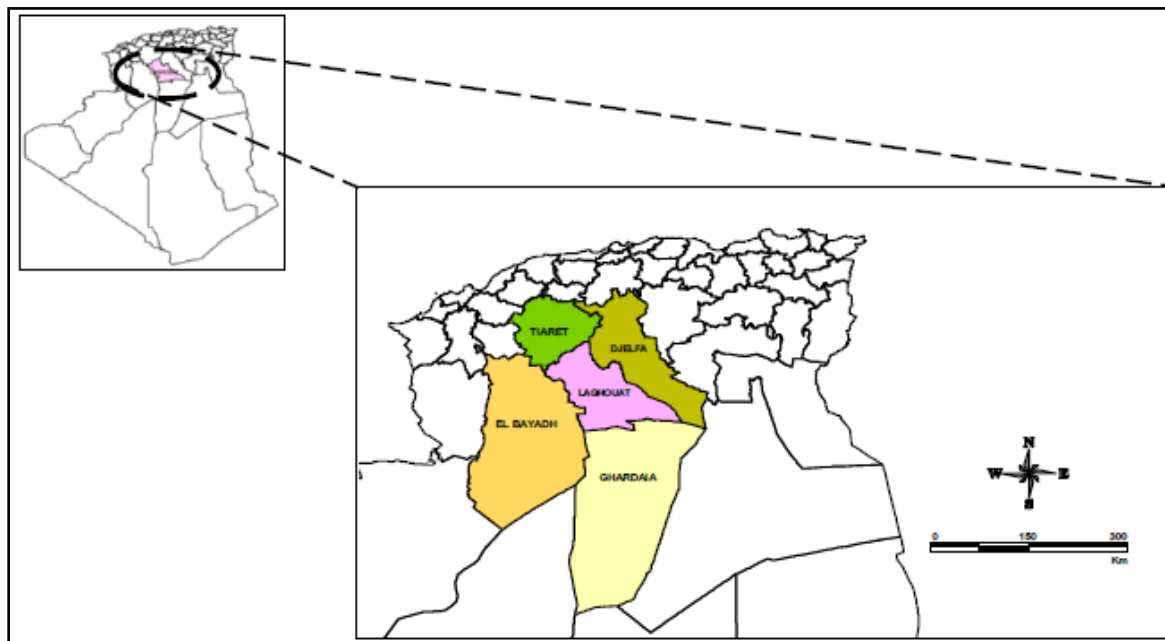 TIARET
DJELFA
LAGHOUAT
EL BAYADH
GHARDAIA
N
W E
S
0 150 300
Km